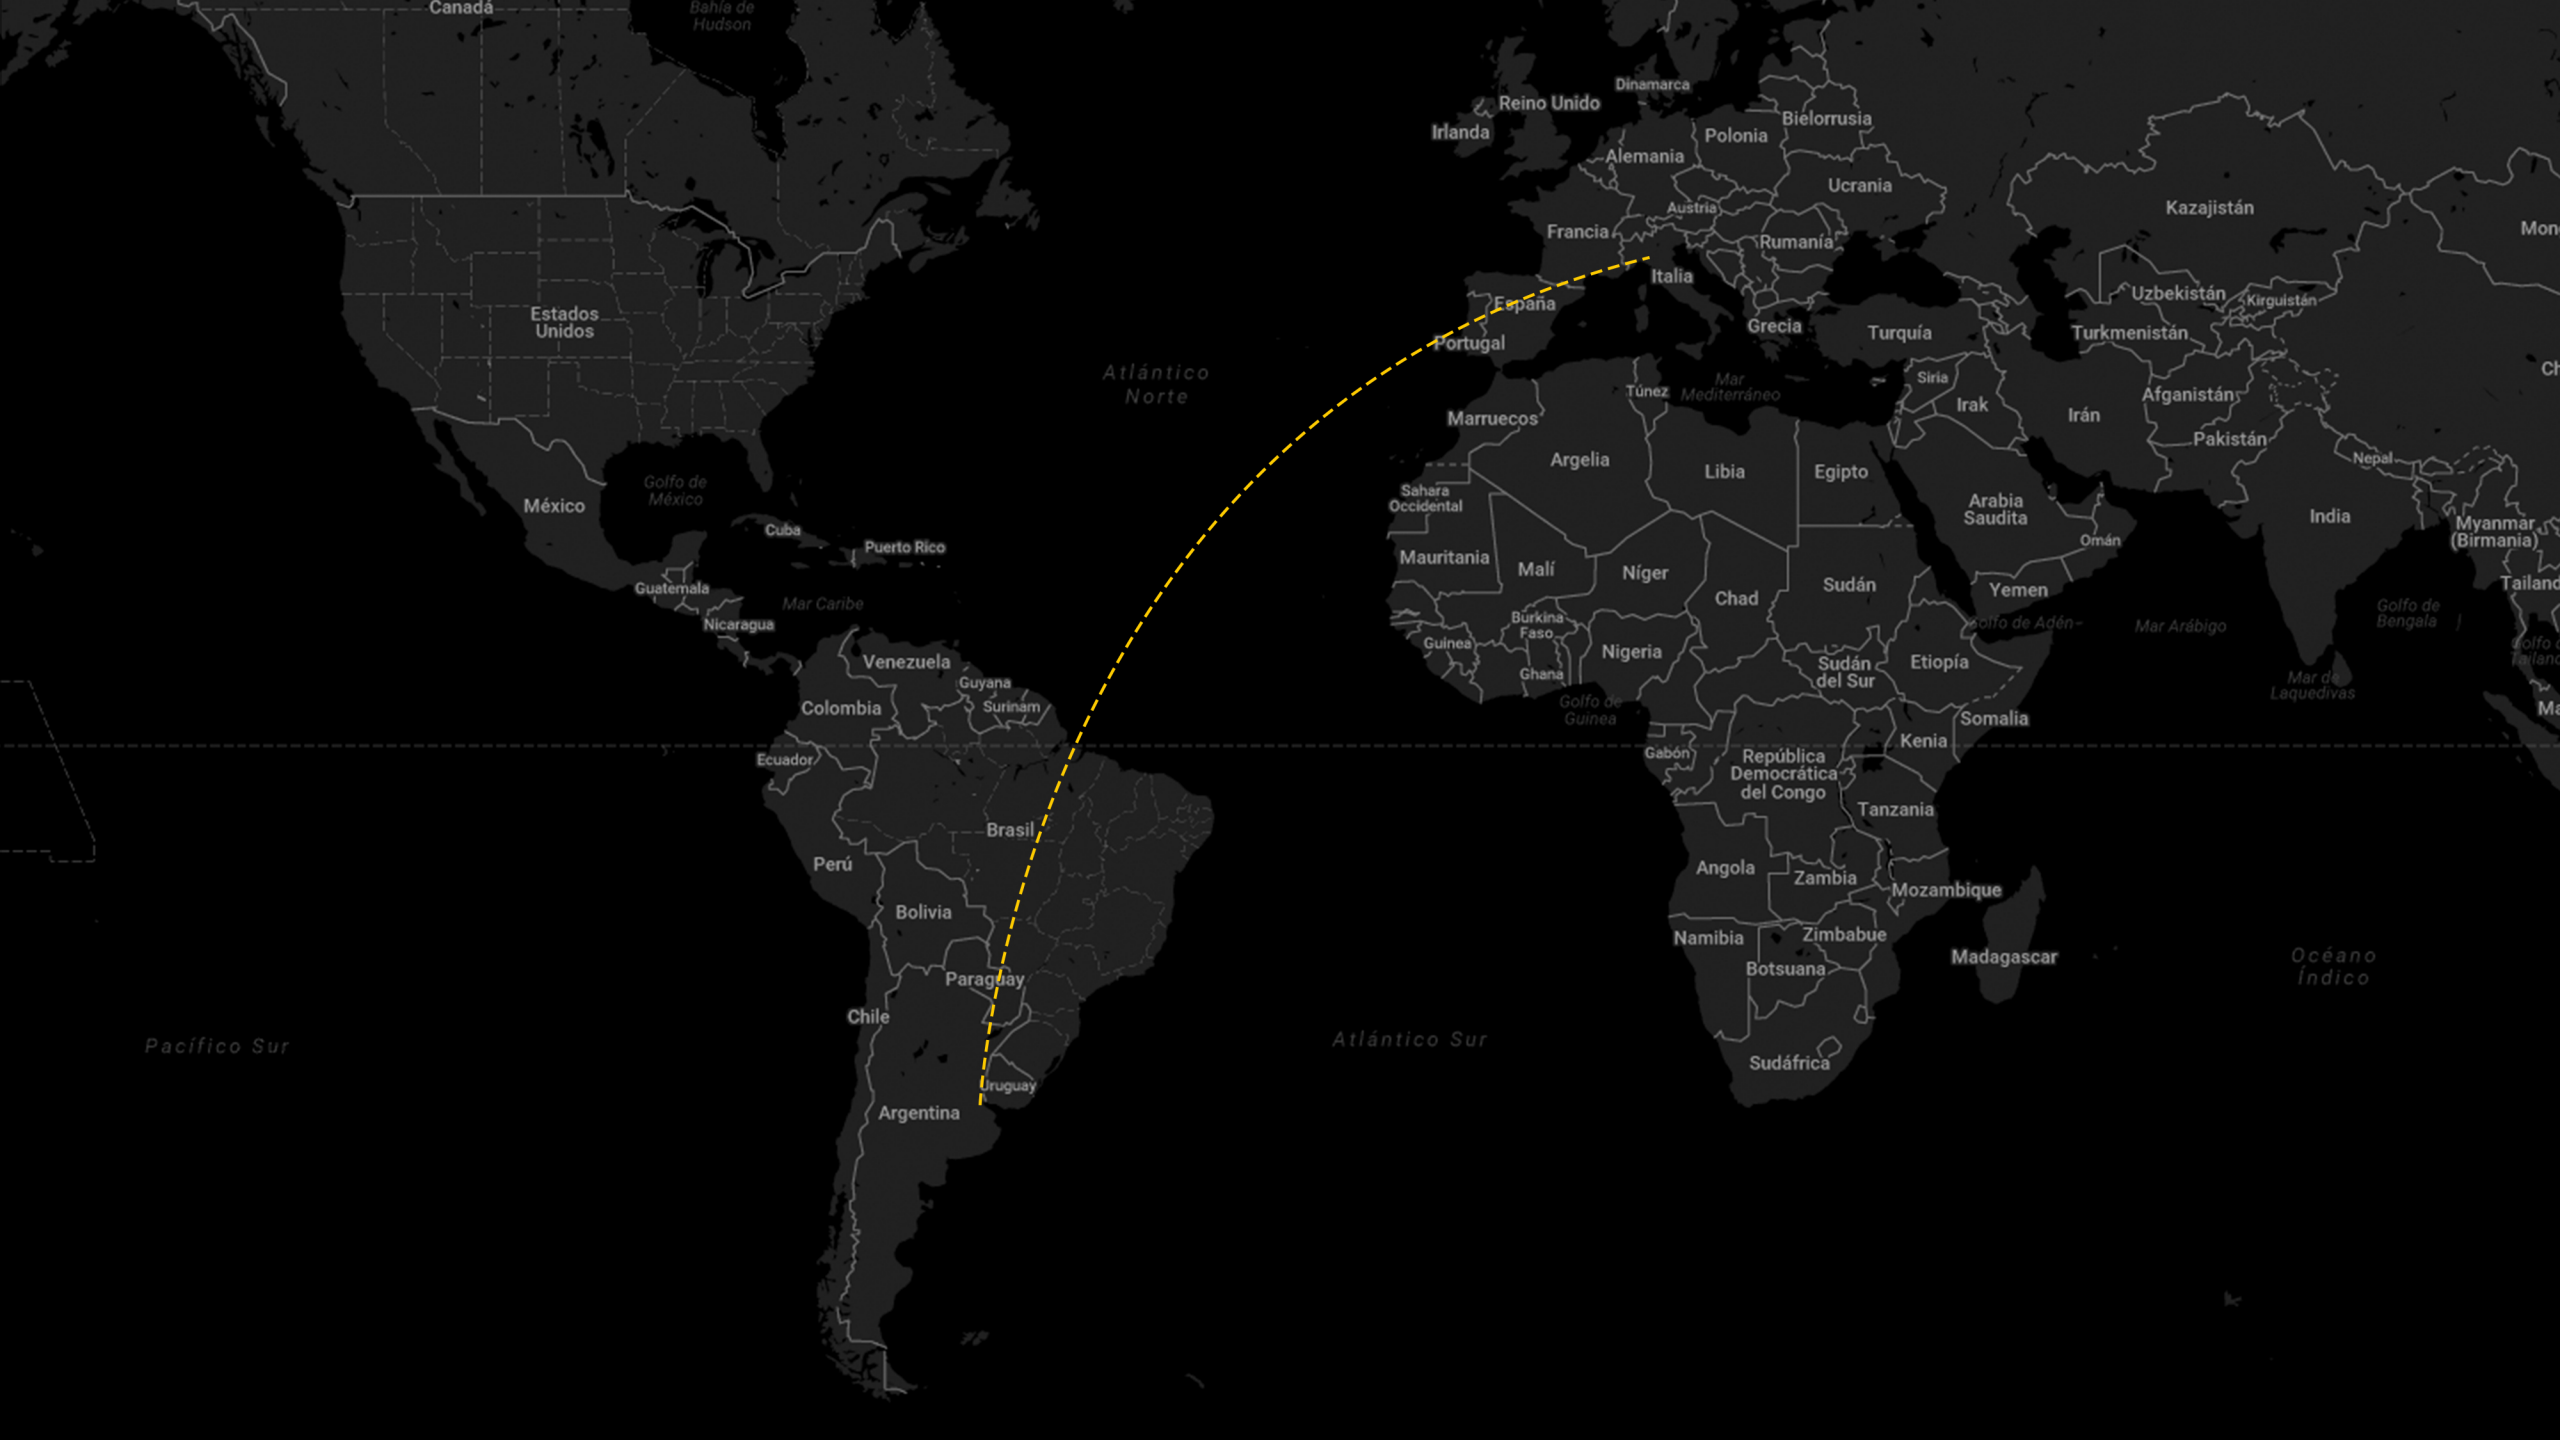 Canadá
Bahía de
Hudson
Dinamarca
Reino Unido
Irlanda
Bielorrusia
Polonia
Alemania
Ucrania
Austria
Kazajistán
Francia
Rumanía
Italia
España
Uzbekistán
Kirguistán
Estados
Unidos
Grecia
Turquía
Turkmenistán
Portugal
Atlántico
Norte
Mar
Mediterráneo
Túnez
Siria
Afganistán
Irak
Irán
Marruecos
Pakistán
Nepal
Argelia
Libia
Egipto
Golfo de
México
México
Sahara
Occidental
Arabia
Saudita
India
Myanmar
(Birmania)
Cuba
Omán
Puerto Rico
Mauritania
Malí
Níger
Sudán
Yemen
Tailand
Guatemala
Chad
Mar Caribe
Golfo de
Bengala
Nicaragua
Burkina
Faso
Golfo de Adén
Mar Arábigo
Guinea
Nigeria
Venezuela
Sudán
del Sur
Etiopía
Ghana
Guyana
Mar de
Laquedivas
Surinam
Colombia
Golfo de
Guinea
Somalia
Kenia
Ecuador
Gabón
República
Democrática
del Congo
Tanzania
Brasil
Perú
Angola
Zambia
Mozambique
Bolivia
Namibia
Zimbabue
Madagascar
Océano
Índico
Botsuana
Paraguay
Chile
Pacífico Sur
Atlántico Sur
Sudáfrica
Uruguay
Argentina